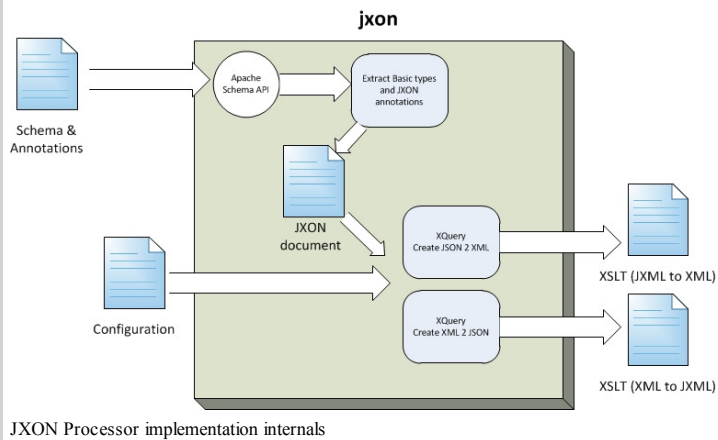 jxon
Schema &
Annotations
Apache
Schema API
Extract Basic types
and JXON
annotations
JXON
document
Configuration
XQuery
Create JSON 2 XML
XQuery
Create XML 2 JSON
XSLT (JXML to XML)
XSLT (XML to JXML)
JXON Processor implementation internals